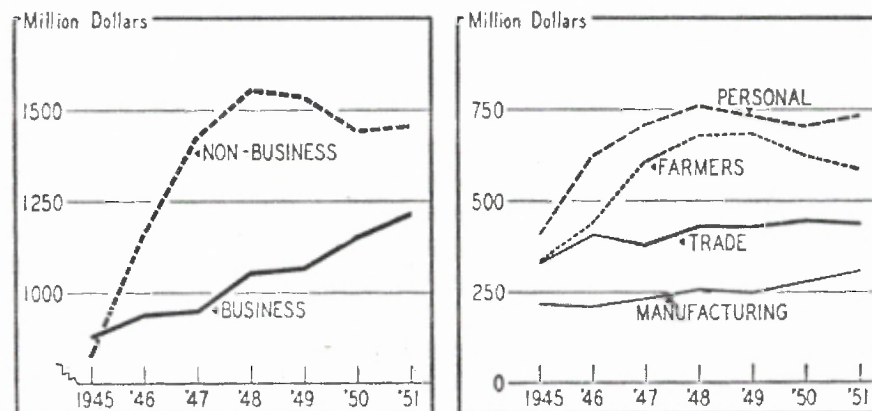 Million Dollars
1500
NON-BUSINESS
1250
1000
BUSINESS
1945 '46 '47 '48 '49 '50 '51
Million Dollars
750
PERSONAL
FARMERS
500
TRADE
250
MANUFACTURING
0
1945 '46 '47 '48 '49 '50 '51